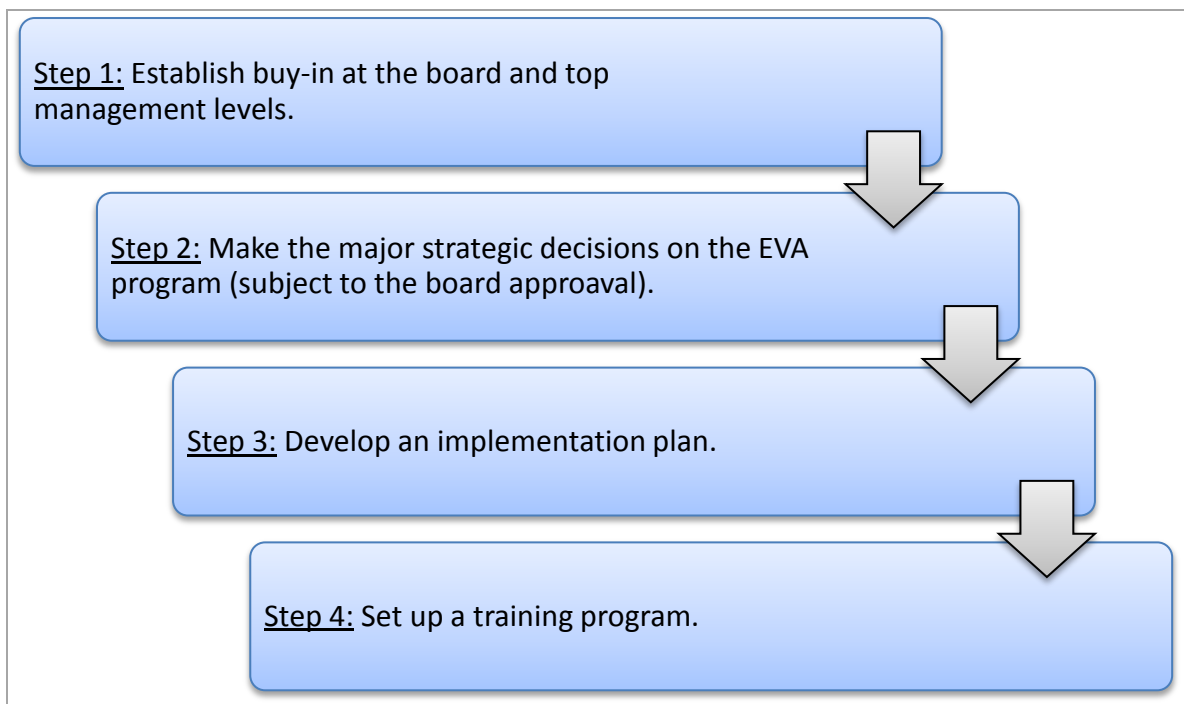 Step 1: Establish buy-in at the board and top
management levels.
Step 2: Make the major strategic decisions on the EVA
program (subject to the board approaval).
Step 3: Develop an implementation plan.
Step 4: Set up a training program.